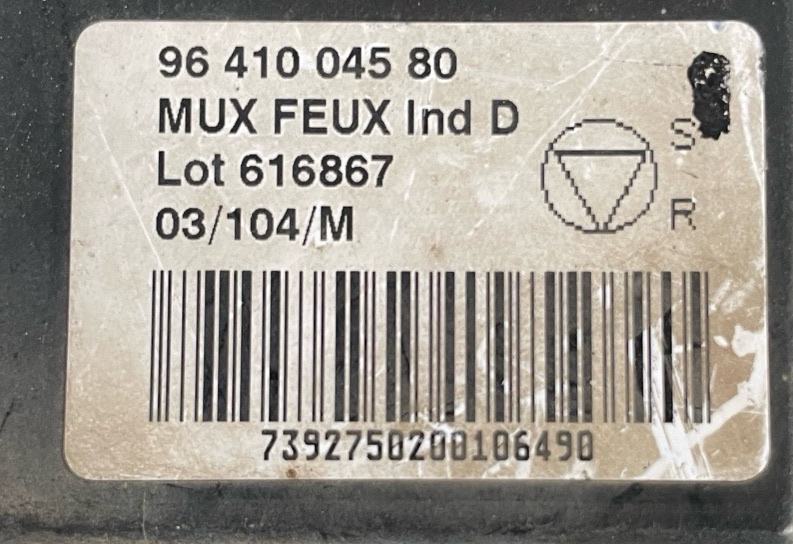 96 410 045 80
MUX FEUX Ind D
Lot 616867
03/104/M
S
R
7392750200106490